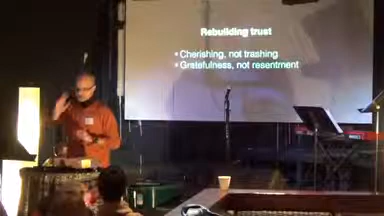 Rebuilding trust
• Cherishing, not trashing
• Gratefulness, not resentment